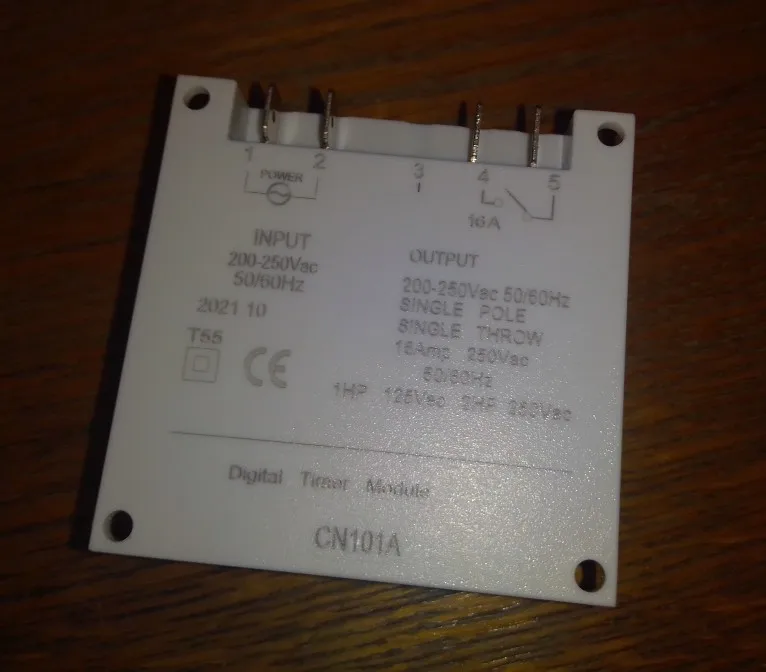 1 2 3 4 5
POWER
16A
INPUT
200-250Vac
50/60Hz
2021 10
T55
CE
OUTPUT
200-250Vac 50/60Hz
SINGLE POLE
SINGLE THROW
16Amp 250Vac
50/60Hz
1HP 125Vac 2HP 250Vac
Digital Timer Module
CN101A